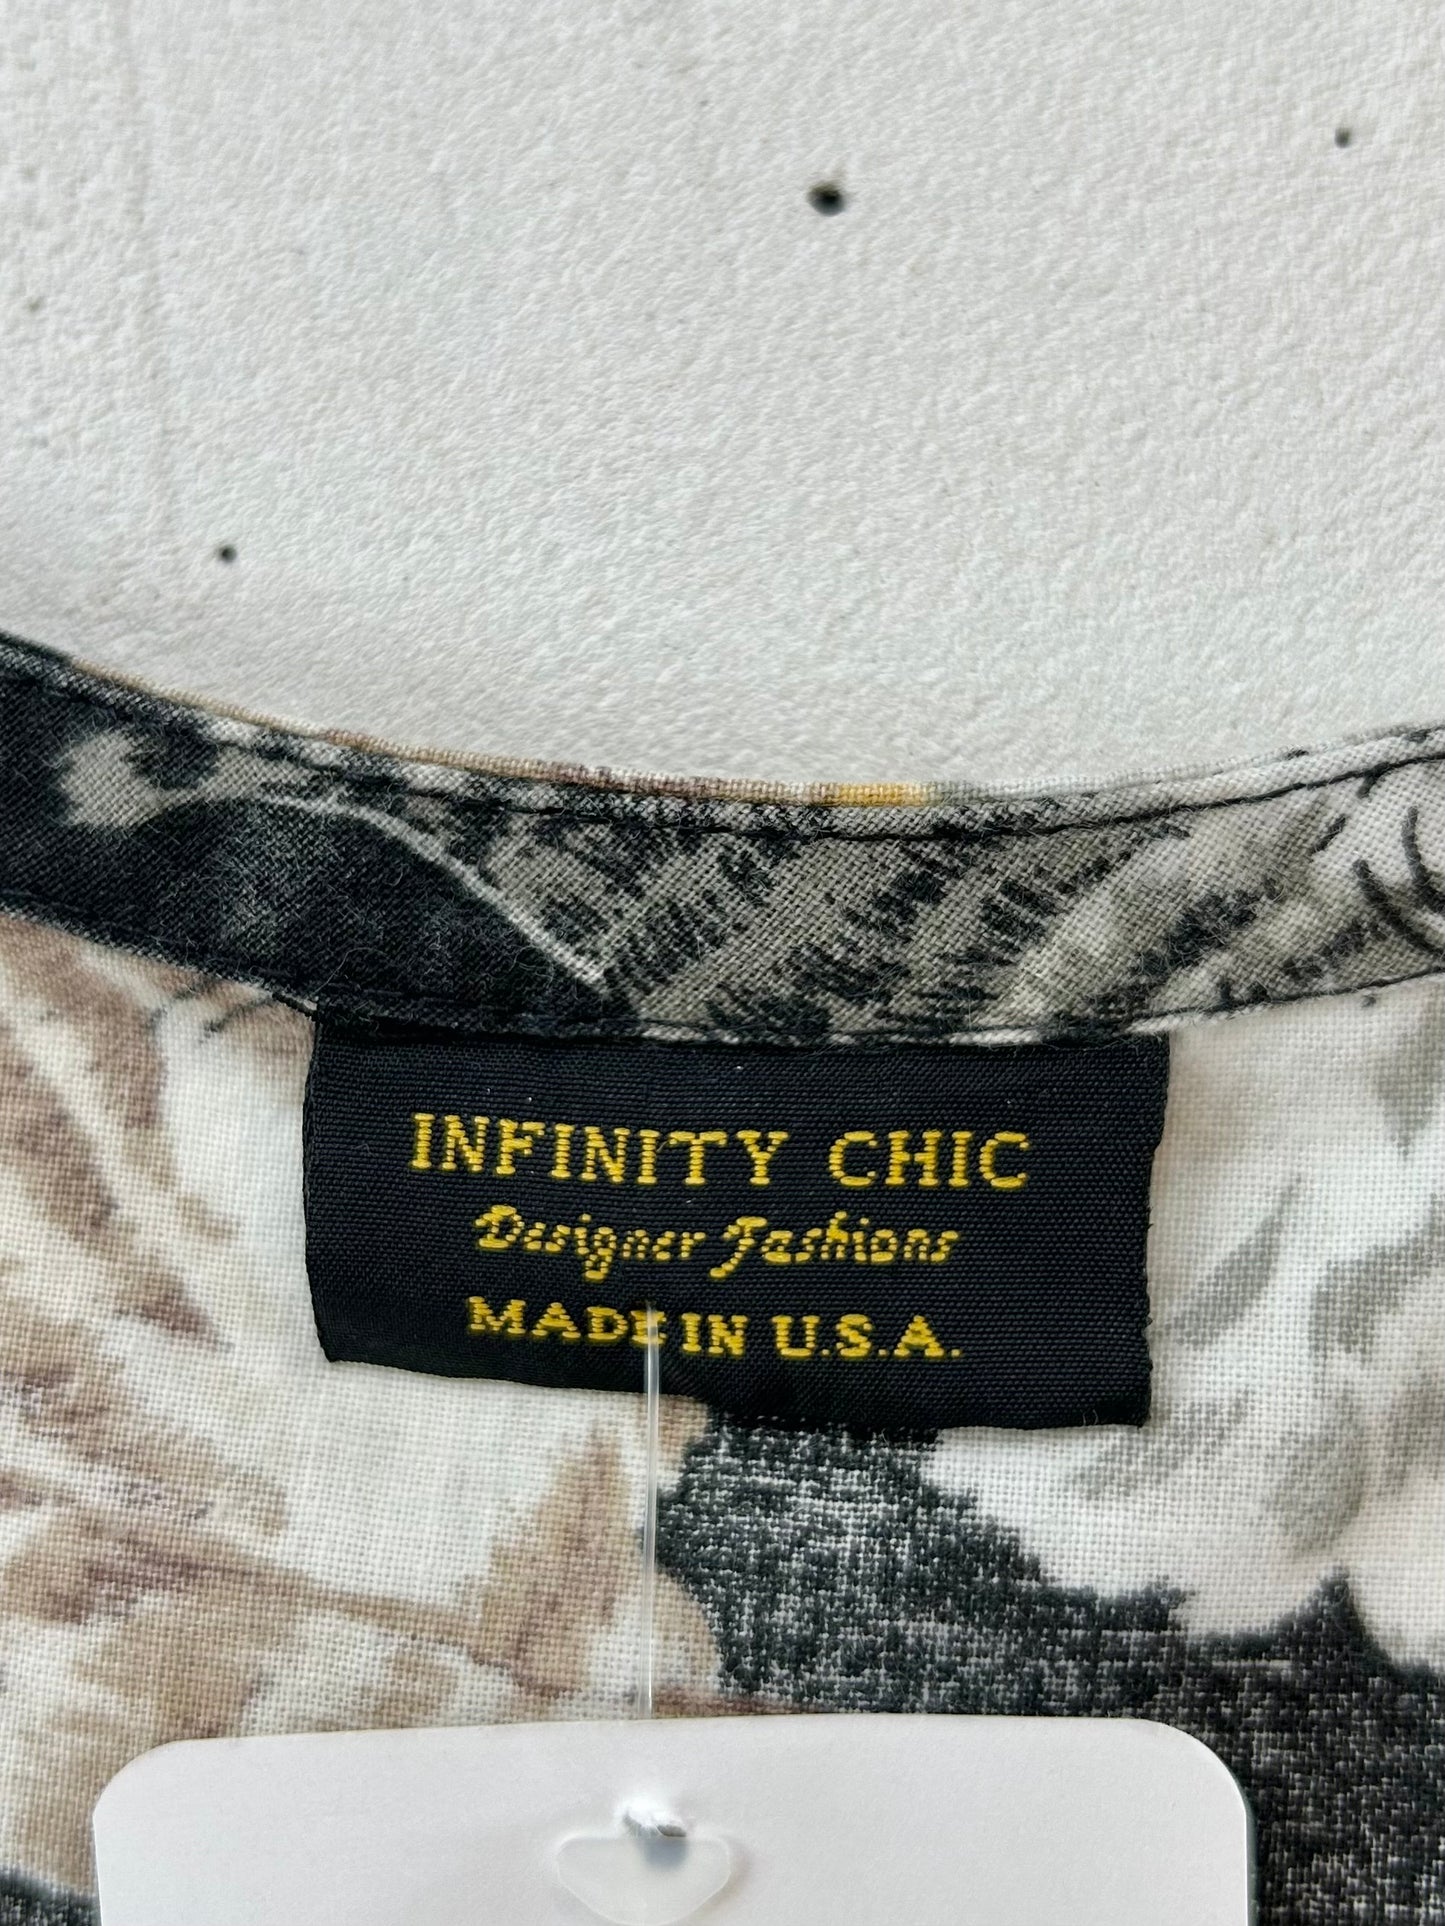 INFINITY CHIC
Designer Fashions
MADE IN U.S.A.